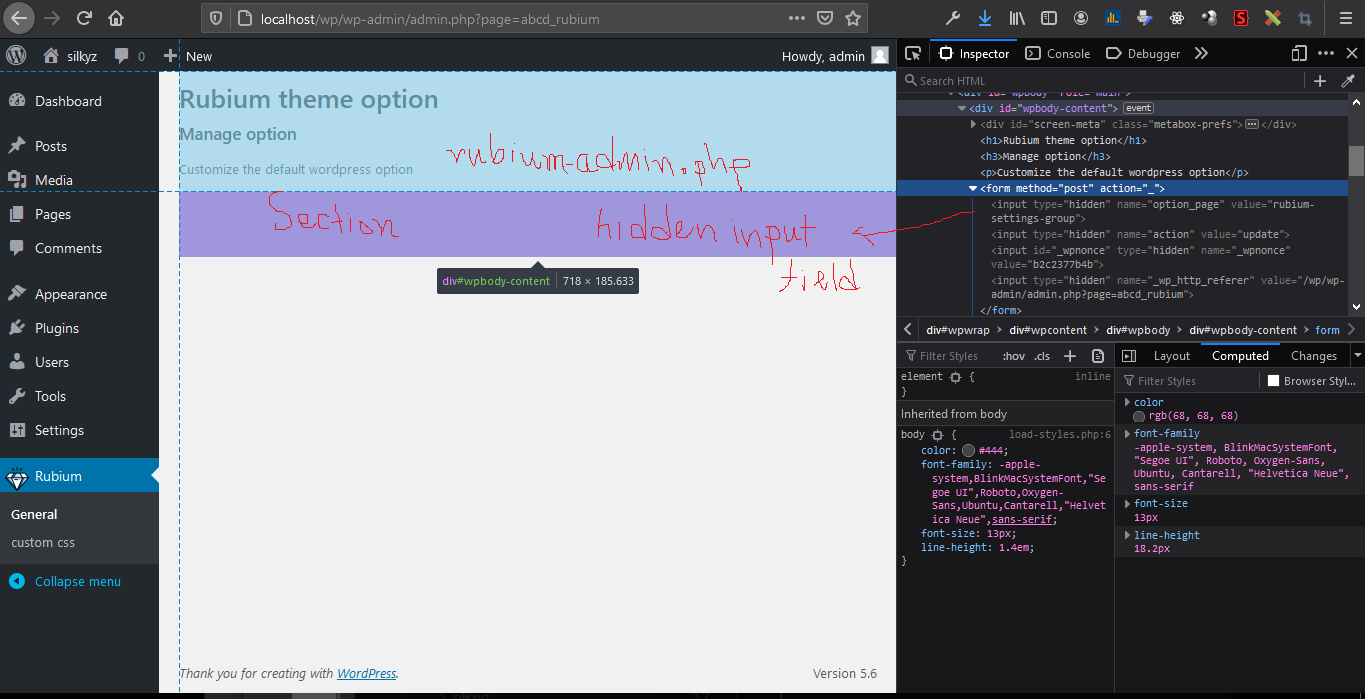 localhost/wp/wp-admin/admin.php?page=abcd_rubium
silkyz 0 New Howdy, admin
Dashboard
Posts
Media
Pages
Comments
Appearance
Plugins
Users
Tools
Settings
Rubium
General
custom css
Collapse menu
Rubium theme option
Manage option
Customize the default wordpress option
rubium-admin.php
Section
hidden input
field
div#wpbody-content 718 × 185.633
Thank you for creating with WordPress. Version 5.6
Inspector Console Debugger
Search HTML
<div id="wpbody" role="main">
<div id="wpbody-content"> event
<div id="screen-meta" class="metabox-prefs"> </div>
<h1>Rubium theme option</h1>
<h3>Manage option</h3>
<p>Customize the default wordpress option</p>
<form method="post" action="_">
<input type="hidden" name="option_page" value="rubium-
settings-group">
<input type="hidden" name="action" value="update">
<input id="_wpnonce" type="hidden" name="_wpnonce"
value="b2c2377b4b">
<input type="hidden" name="_wp_http_referer" value="/wp/wp-
admin/admin.php?page=abcd_rubium">
</form>
div#wpwrap > div#wpcontent > div#wpbody > div#wpbody-content > form
Filter Styles :hov .cls +
element { inline
}
Inherited from body
body { load-styles.php:6
color: #444;
font-family: -apple-
system,BlinkMacSystemFont,"Se
goe UI",Roboto,Oxygen-
Sans,Ubuntu,Cantarell,"Helvet
ica Neue",sans-serif;
font-size: 13px;
line-height: 1.4em;
}
Layout Computed Changes
Filter Styles Browser Styl...
color
rgb(68, 68, 68)
font-family
-apple-system, BlinkMacSystemFont,
"Segoe UI", Roboto, Oxygen-Sans,
Ubuntu, Cantarell, "Helvetica Neue",
sans-serif
font-size
13px
line-height
18.2px